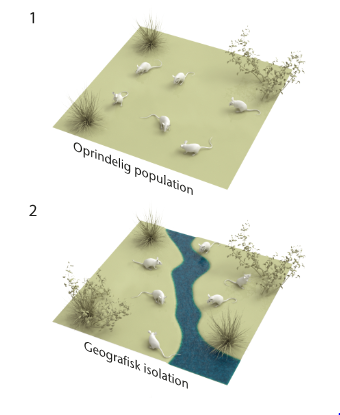 1
Oprindelig population
2
Geografisk isolation